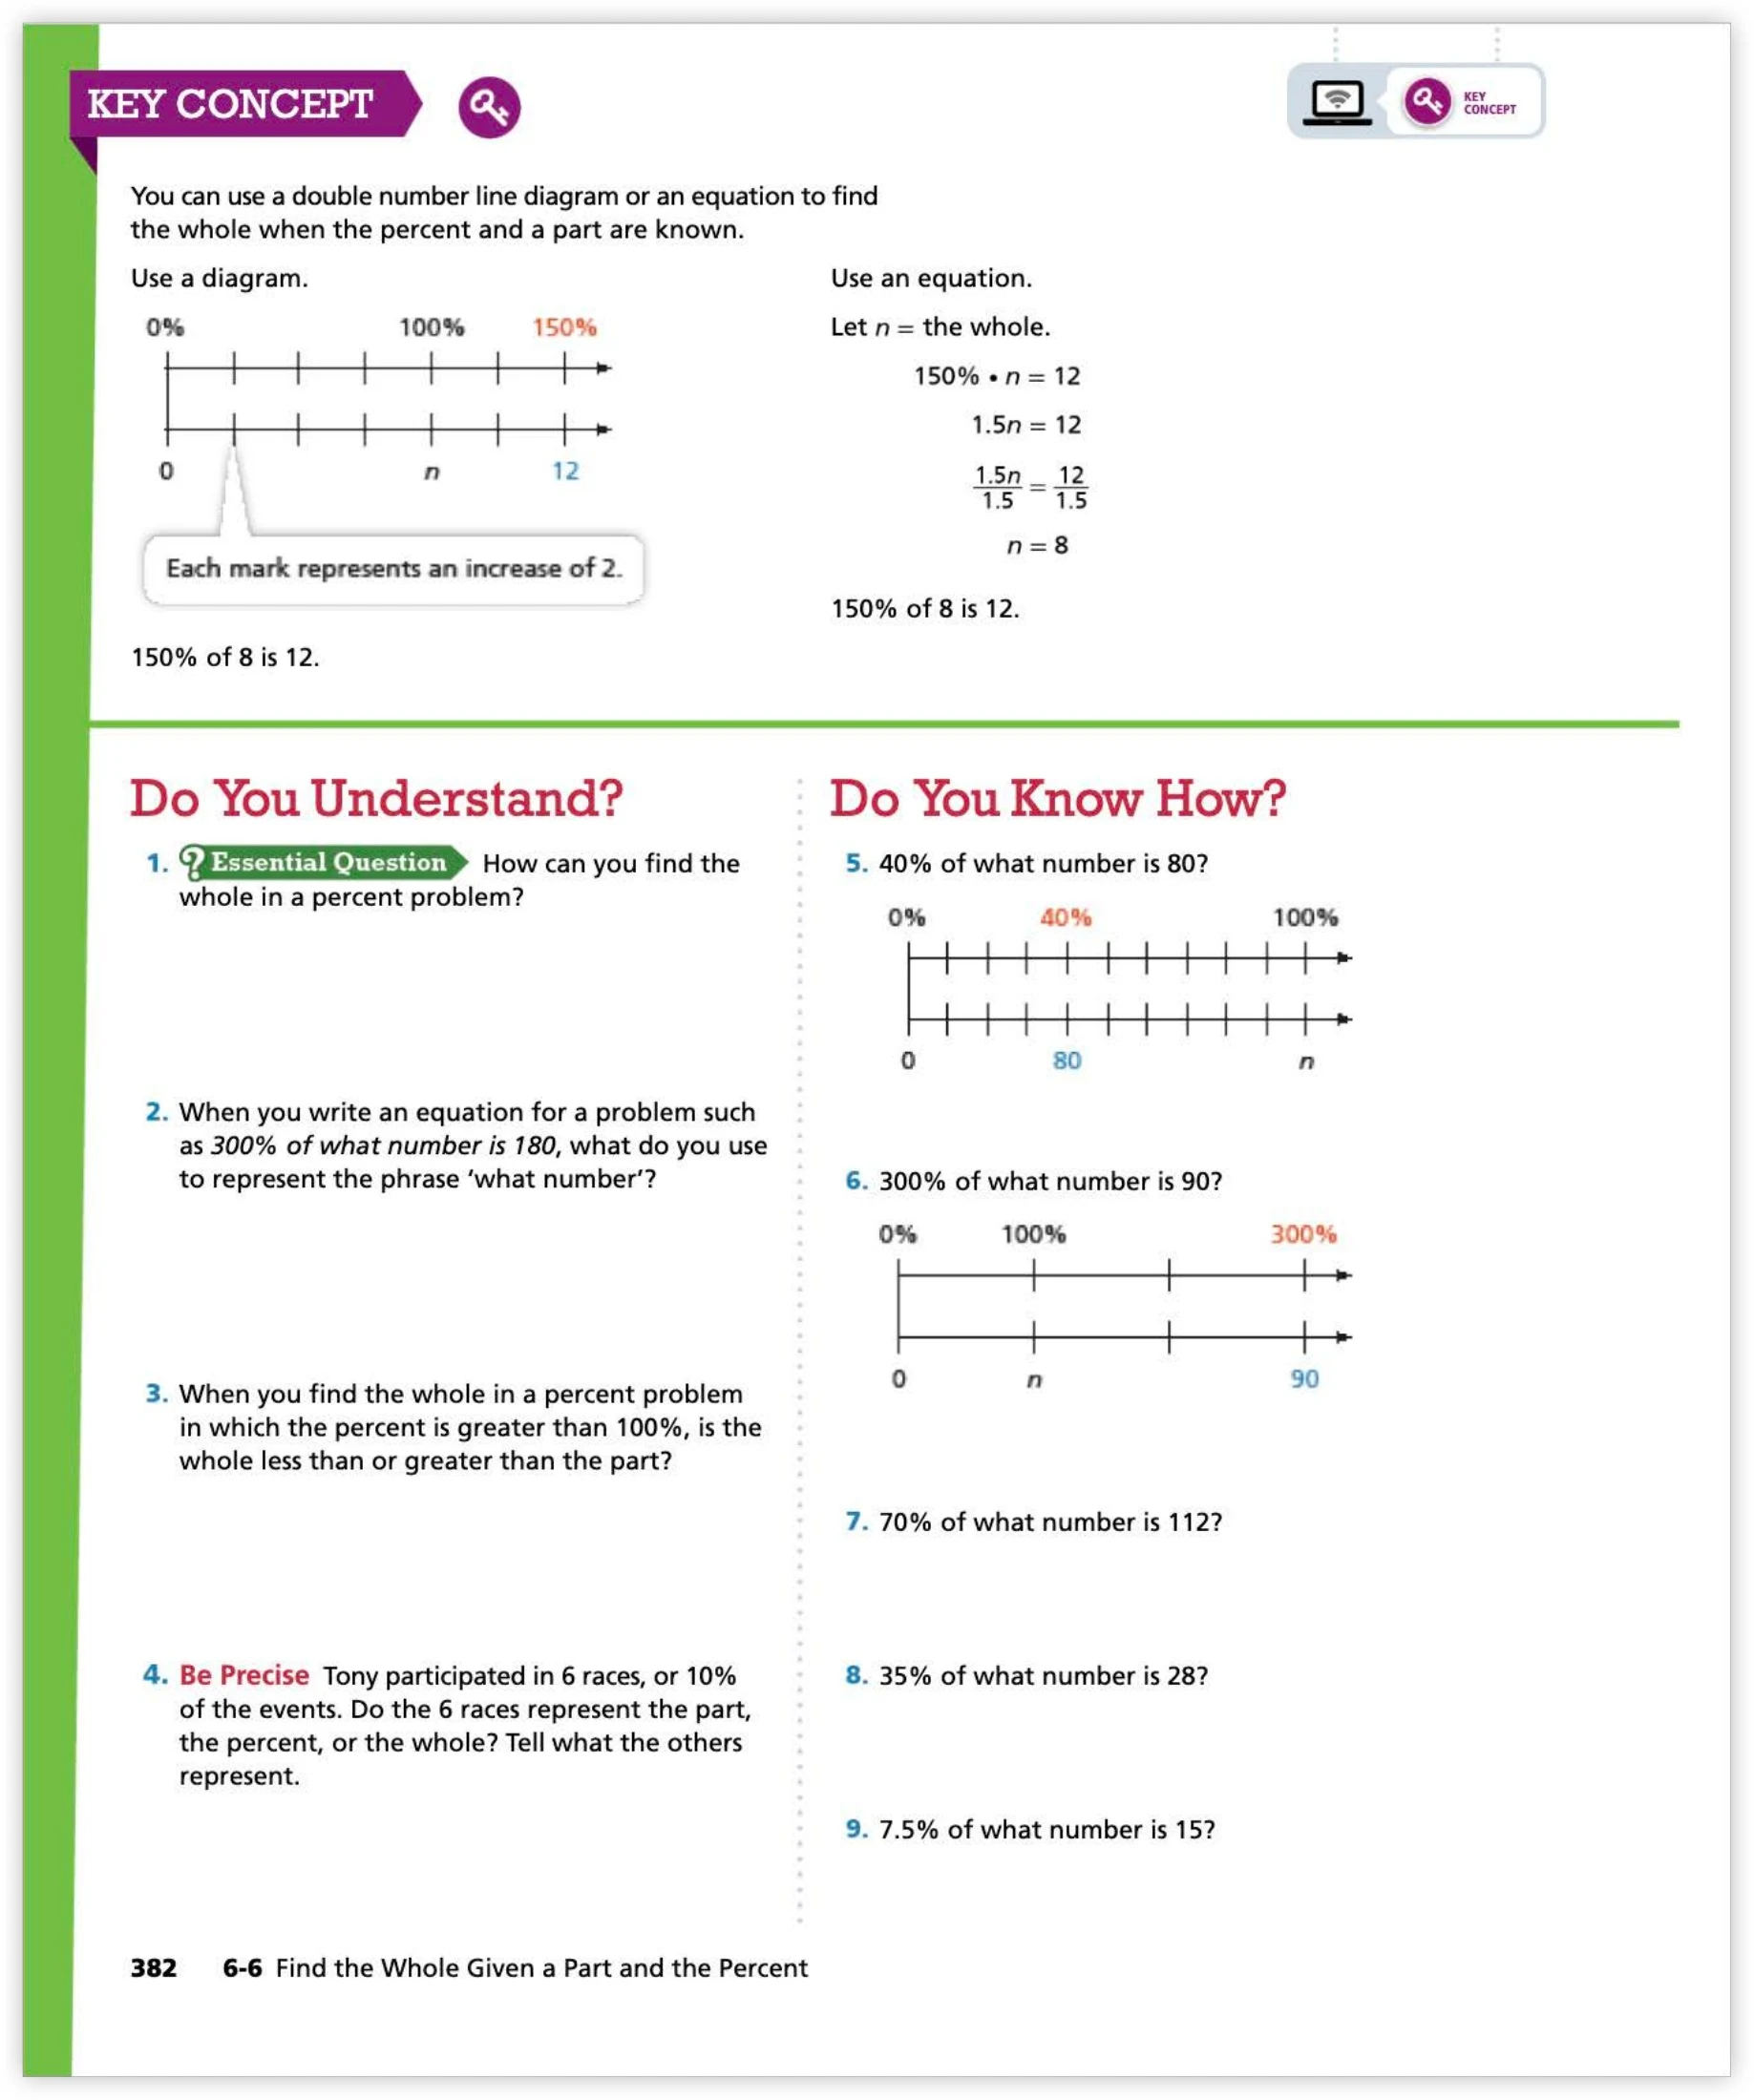 KEY CONCEPT
KEY
CONCEPT
You can use a double number line diagram or an equation to find
the whole when the percent and a part are known.
Use a diagram.
0% 100% 150%
0 n 12
Each mark represents an increase of 2.
150% of 8 is 12.
Use an equation.
Let n = the whole.
150% • n = 12
1.5n = 12
1.5n/1.5 = 12/1.5
n = 8
150% of 8 is 12.
Do You Understand?
1. ? Essential Question How can you find the
whole in a percent problem?
2. When you write an equation for a problem such
as 300% of what number is 180, what do you use
to represent the phrase ‘what number’?
3. When you find the whole in a percent problem
in which the percent is greater than 100%, is the
whole less than or greater than the part?
4. Be Precise Tony participated in 6 races, or 10%
of the events. Do the 6 races represent the part,
the percent, or the whole? Tell what the others
represent.
Do You Know How?
5. 40% of what number is 80?
0% 40% 100%
0 80 n
6. 300% of what number is 90?
0% 100% 300%
0 n 90
7. 70% of what number is 112?
8. 35% of what number is 28?
9. 7.5% of what number is 15?
382 6-6 Find the Whole Given a Part and the Percent